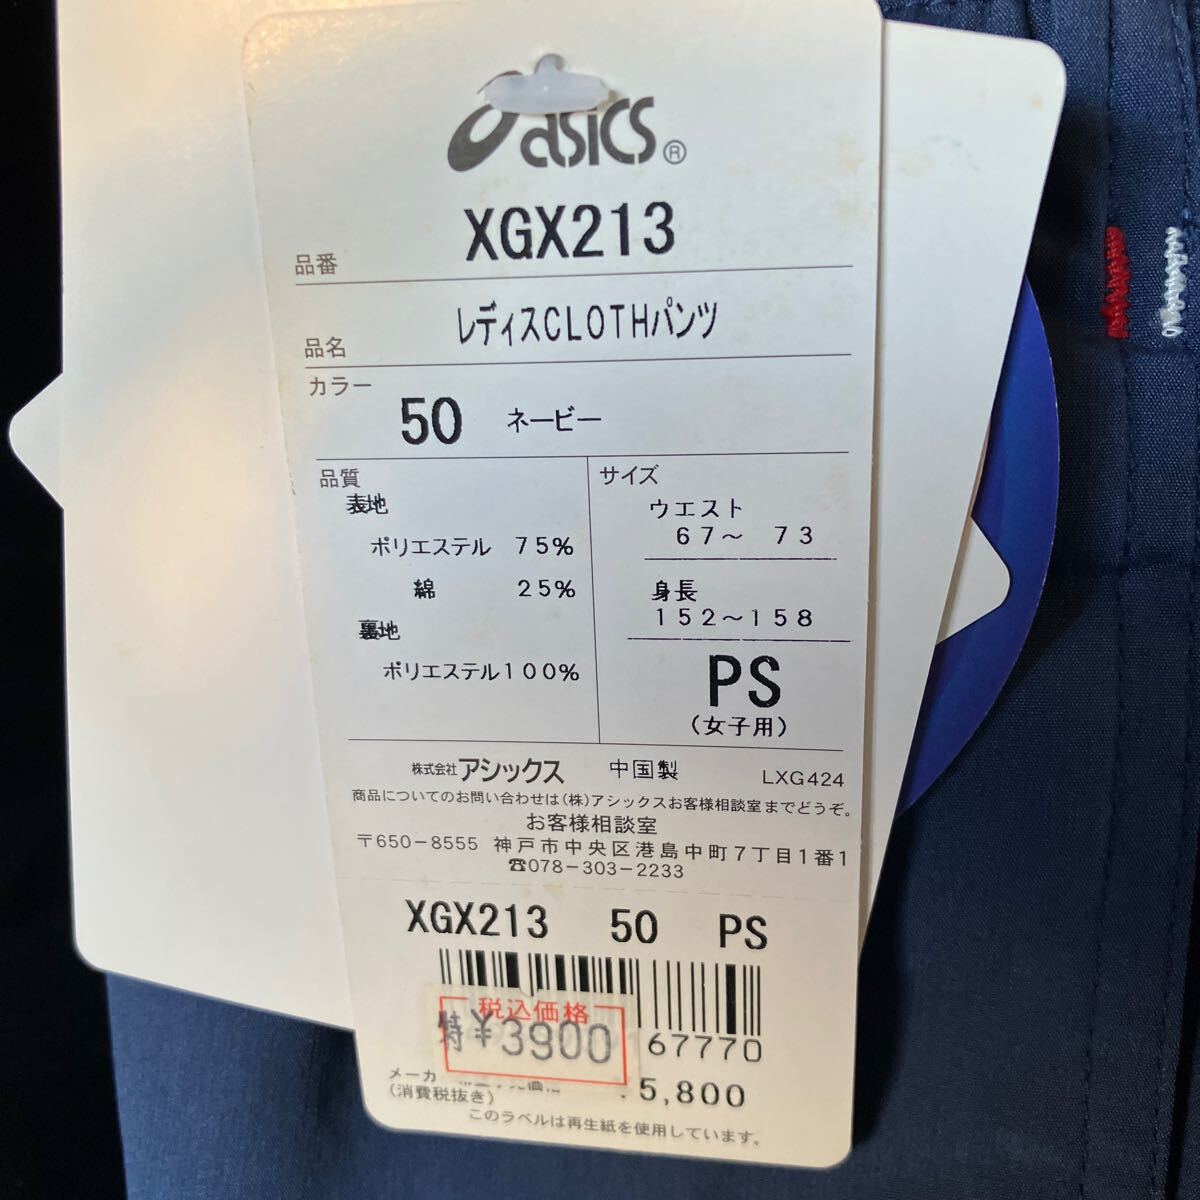 asics®
XGX213
品番
レディスCLOTHパンツ
品名
カラー
50 ネービー
品質
表地
ポリエステル 75%
綿 25%
裏地
ポリエステル100%
サイズ
ウエスト
67～ 73
身長
152～158
PS
(女子用)
株式会社アシックス 中国製 LXG424
商品についてのお問い合わせは(株)アシックスお客様相談室までどうぞ。
お客様相談室
〒650-8555 神戸市中央区港島中町7丁目1番1
☎078-303-2233
XGX213 50 PS
税込価格
特 ¥3900
67770
メーカ
(消費税抜き)
5,800
このラベルは再生紙を使用しています。